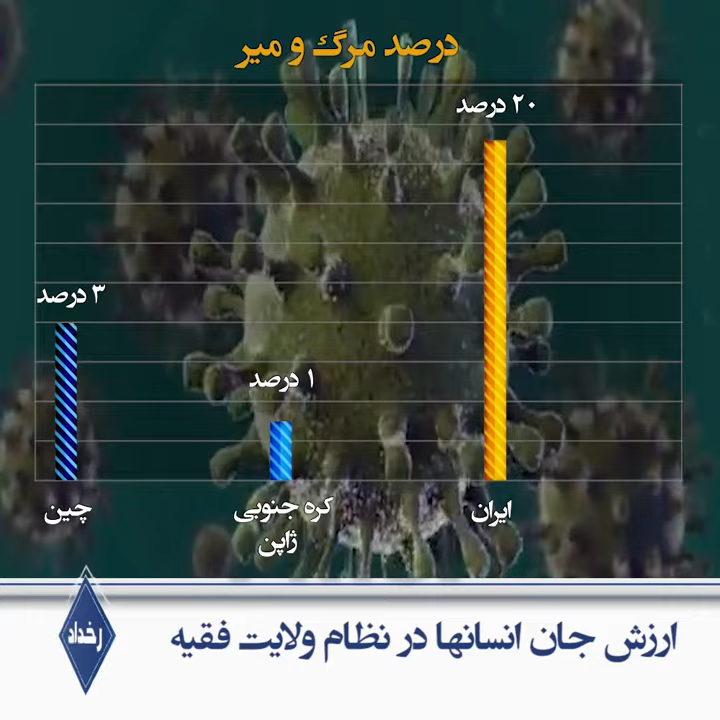 درصد مرگ و میر
۲۰ درصد
۳ درصد
۱ درصد
ایران
کره جنوبی
ژاپن
چین
ارزش جان انسانها در نظام ولایت فقیه
رخداد